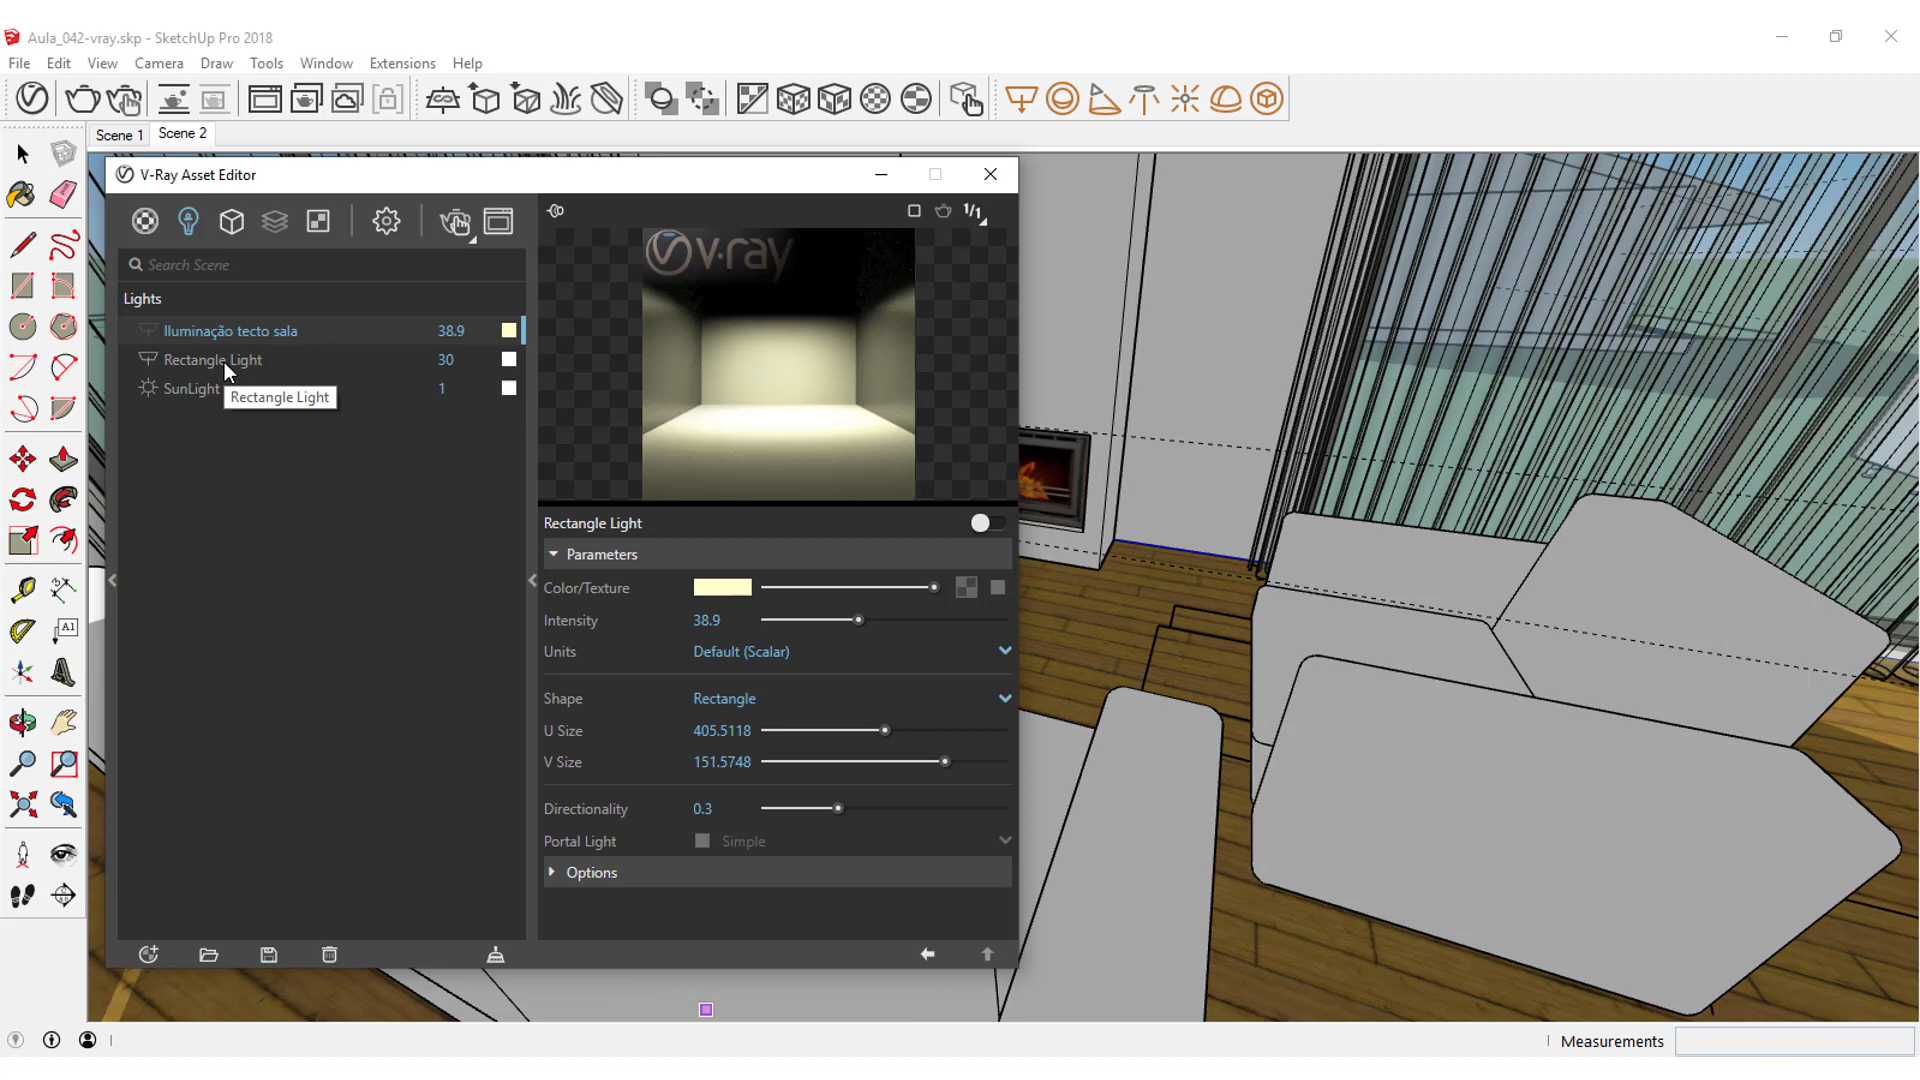 Aula_042-vray.skp - SketchUp Pro 2018
File Edit View Camera Draw Tools Window Extensions Help
Scene 1 Scene 2
V-Ray Asset Editor
1/1
Search Scene
v·ray
Lights
Iluminação tecto sala 38.9
Rectangle Light 30
SunLight 1
Rectangle Light
Rectangle Light
Parameters
Color/Texture
Intensity 38.9
Units Default (Scalar)
Shape Rectangle
U Size 405.5118
V Size 151.5748
Directionality 0.3
Portal Light Simple
Options
A1
Measurements